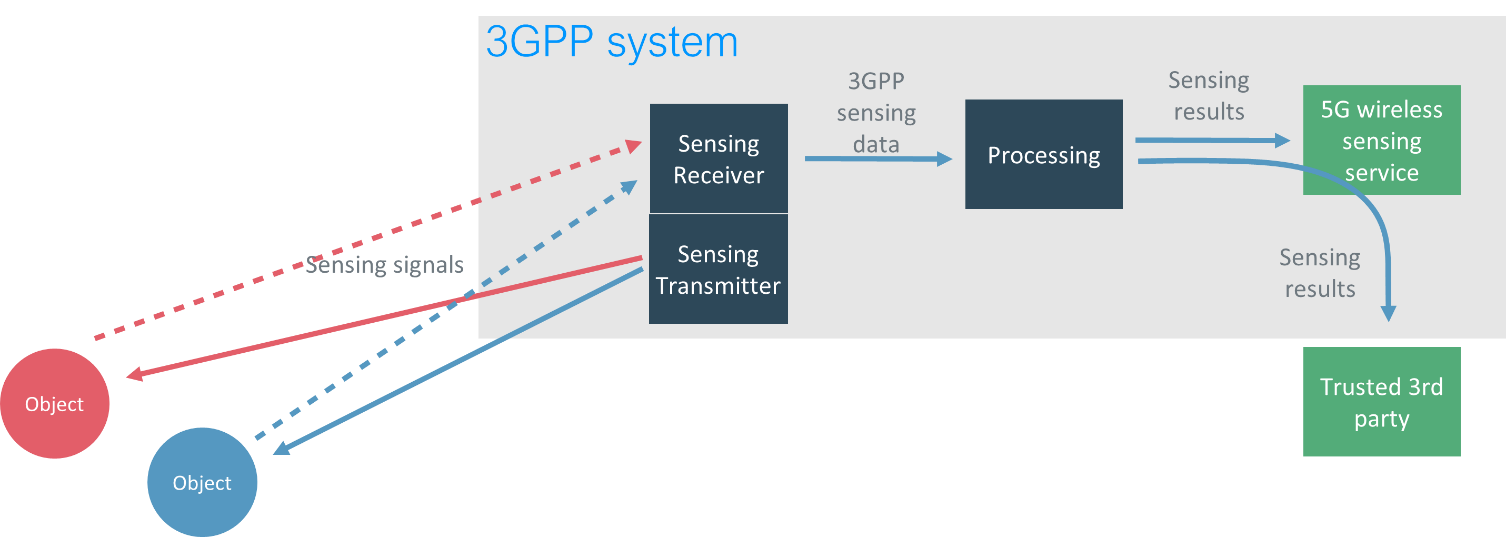 3GPP system
3GPP
sensing
data
Sensing
results
Sensing
Receiver
Processing
5G wireless
sensing
service
Sensing signals
Sensing
Transmitter
Sensing
results
Object
Object
Trusted 3rd
party